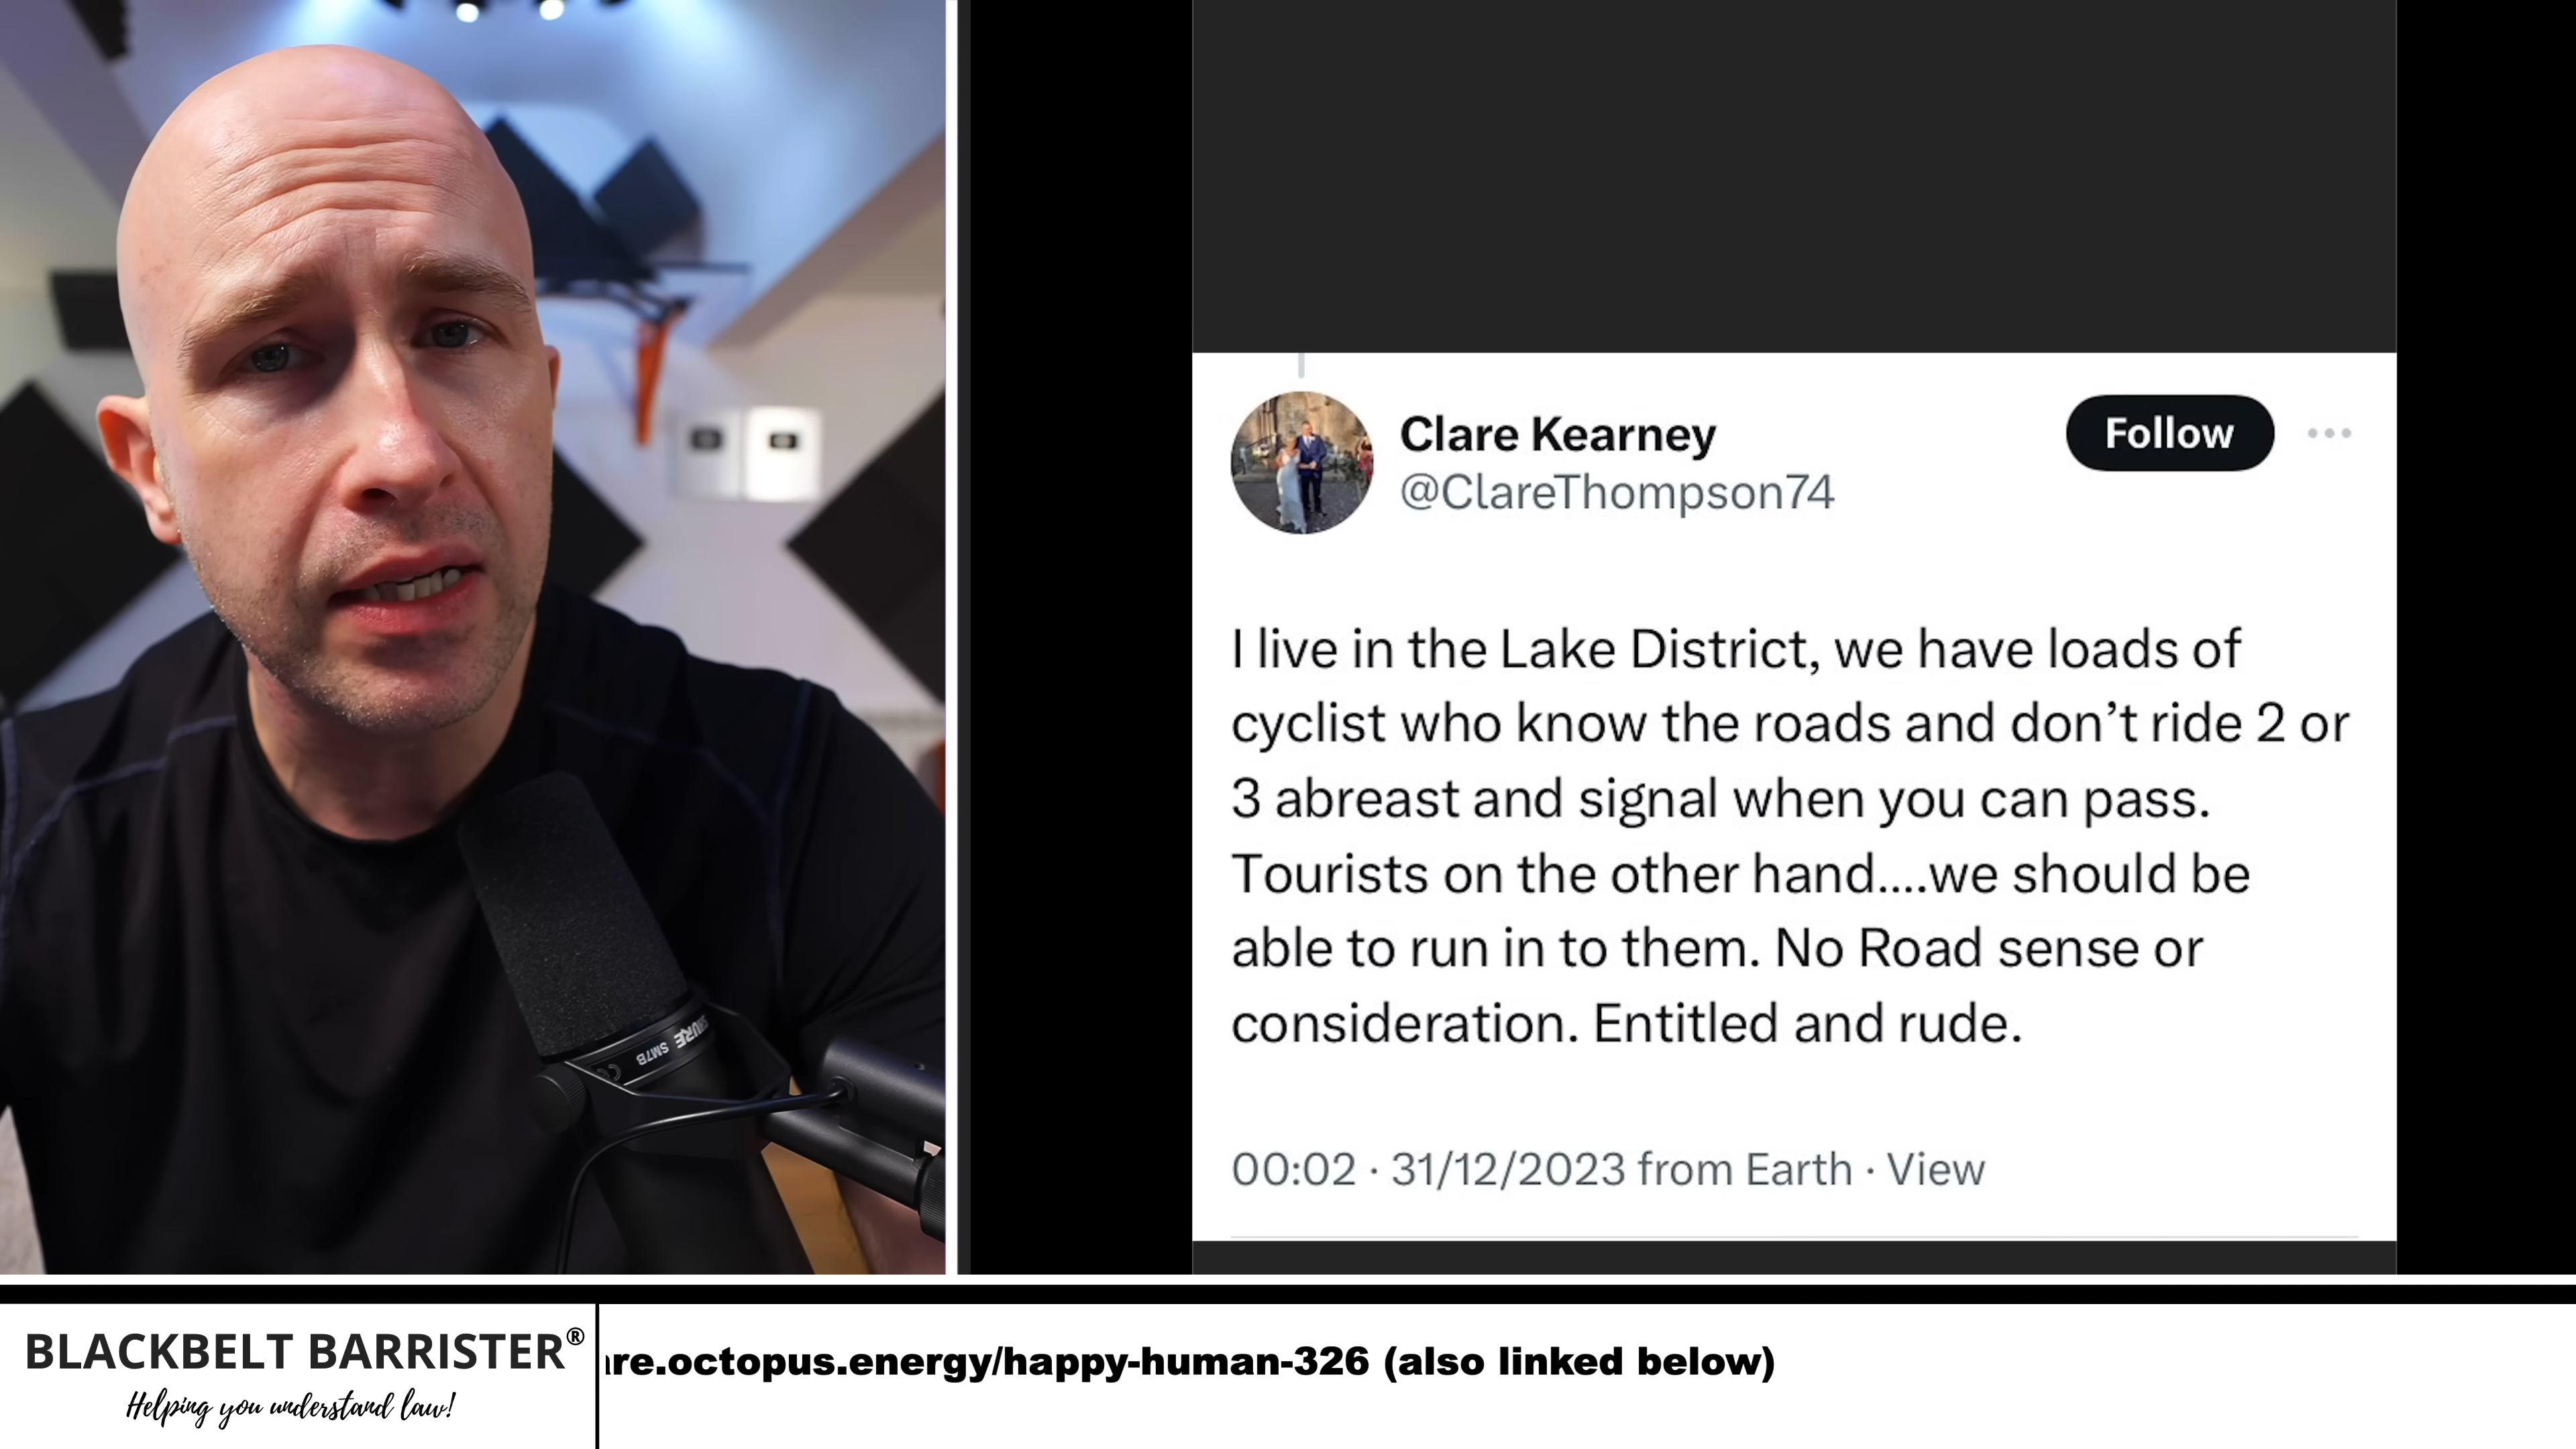 Clare Kearney
@ClareThompson74
Follow
I live in the Lake District, we have loads of
cyclist who know the roads and don’t ride 2 or
3 abreast and signal when you can pass.
Tourists on the other hand....we should be
able to run in to them. No Road sense or
consideration. Entitled and rude.
00:02 · 31/12/2023 from Earth · View
SHURE SM7B
BLACKBELT BARRISTER®
Helping you understand law!
re.octopus.energy/happy-human-326 (also linked below)